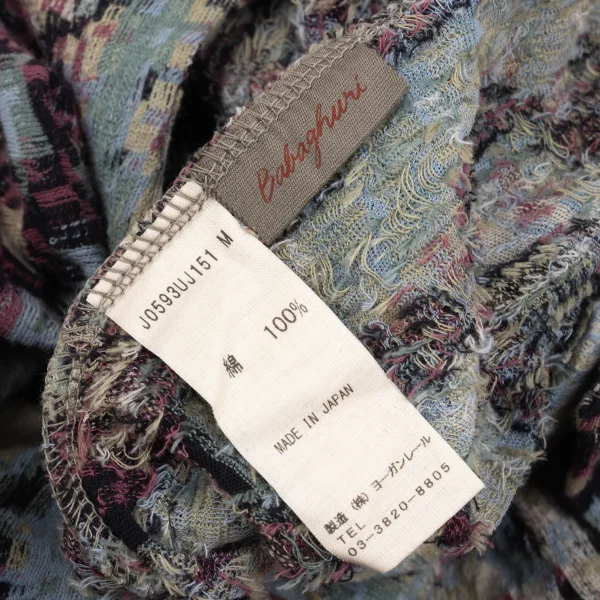 Babaghuri
J0593UJ151 M
綿 100%
MADE IN JAPAN
製造 (株) ヨーガンレール
TEL
03-3820-8805